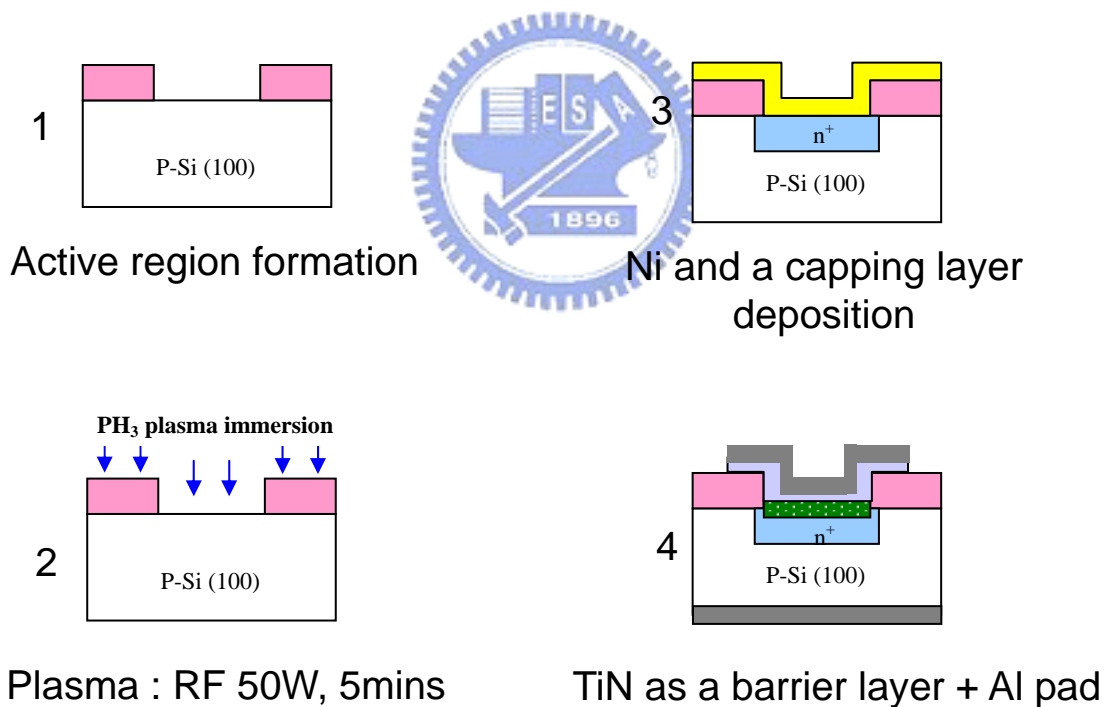 1
P-Si (100)
Active region formation
E S A
1896
3
n+
P-Si (100)
Ni and a capping layer
deposition
PH₃ plasma immersion
2
P-Si (100)
Plasma : RF 50W, 5mins
4
n+
P-Si (100)
TiN as a barrier layer + Al pad